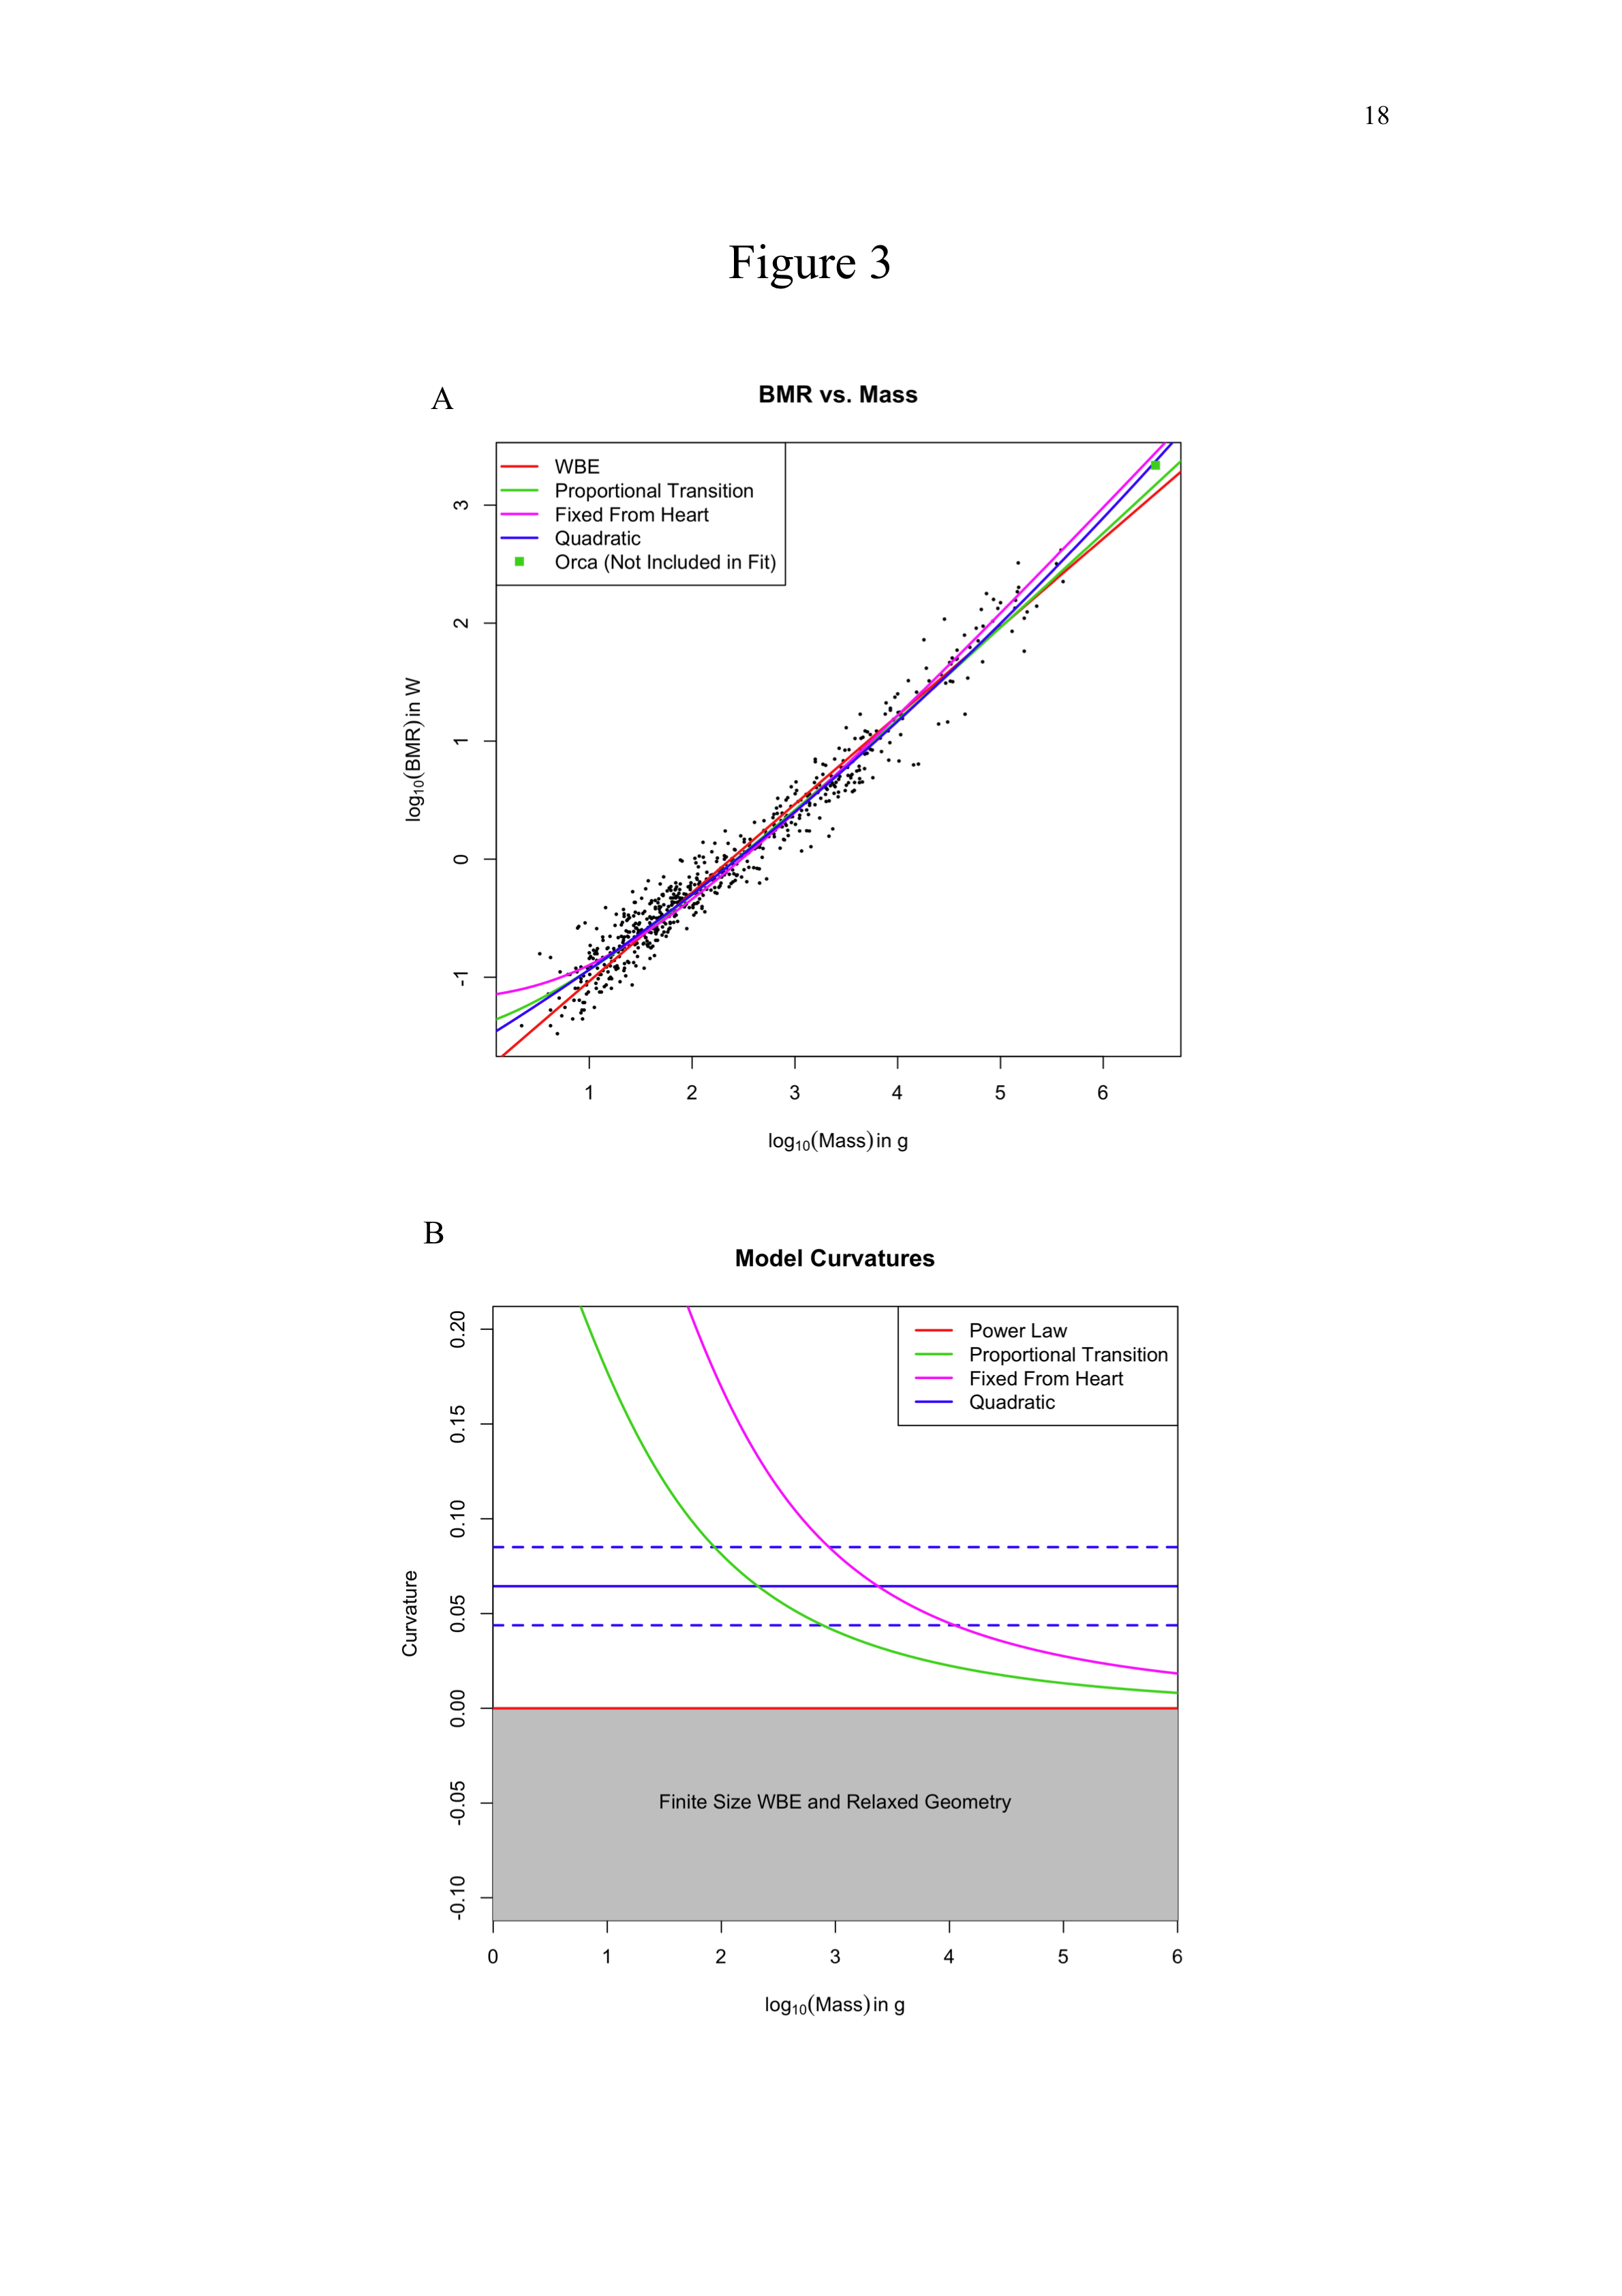 18
Figure 3
A
BMR vs. Mass
WBE
Proportional Transition
Fixed From Heart
Quadratic
Orca (Not Included in Fit)
3
2
1
0
-1
log10(BMR) in W
1 2 3 4 5 6
log10(Mass) in g
B
Model Curvatures
Power Law
Proportional Transition
Fixed From Heart
Quadratic
0.20
0.15
0.10
0.05
0.00
-0.05
-0.10
Curvature
Finite Size WBE and Relaxed Geometry
0 1 2 3 4 5 6
log10(Mass) in g